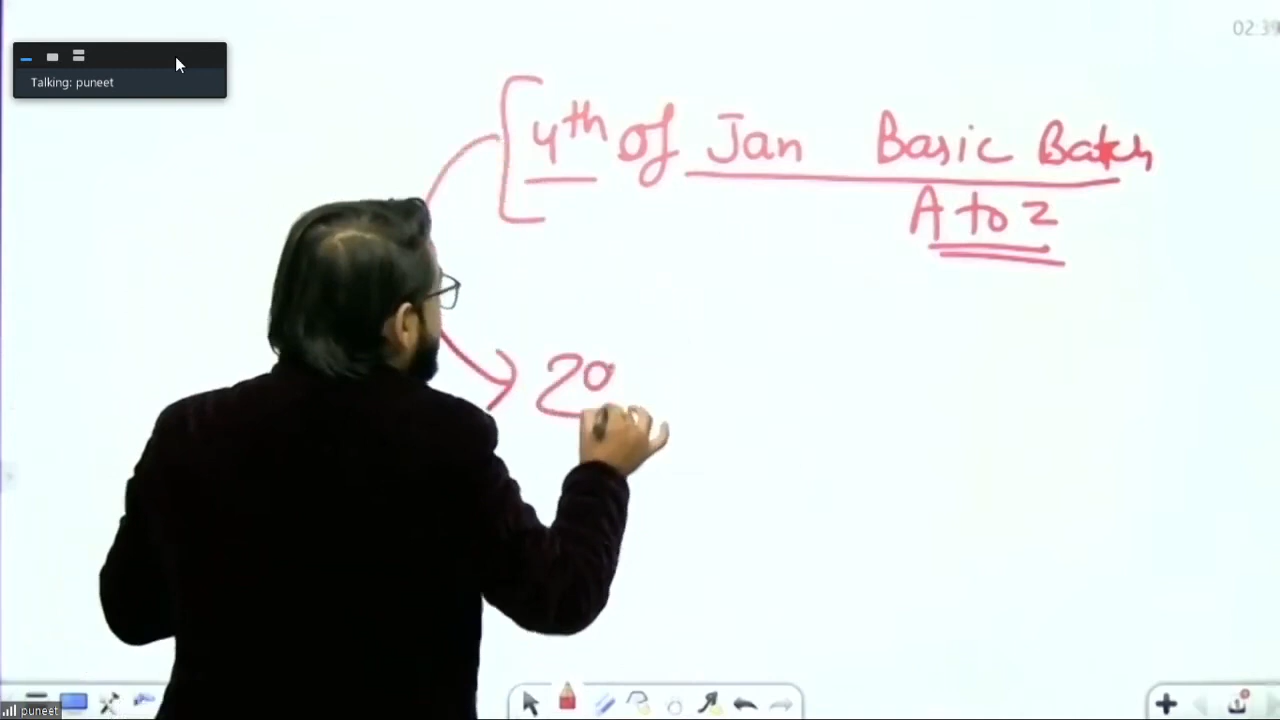 02:39
Talking: puneet
4th of Jan Basic Batch
A to Z
20
puneet